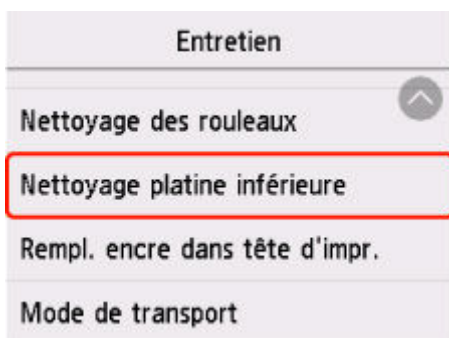 Entretien
Nettoyage des rouleaux
Nettoyage platine inférieure
Rempl. encre dans tête d'impr.
Mode de transport